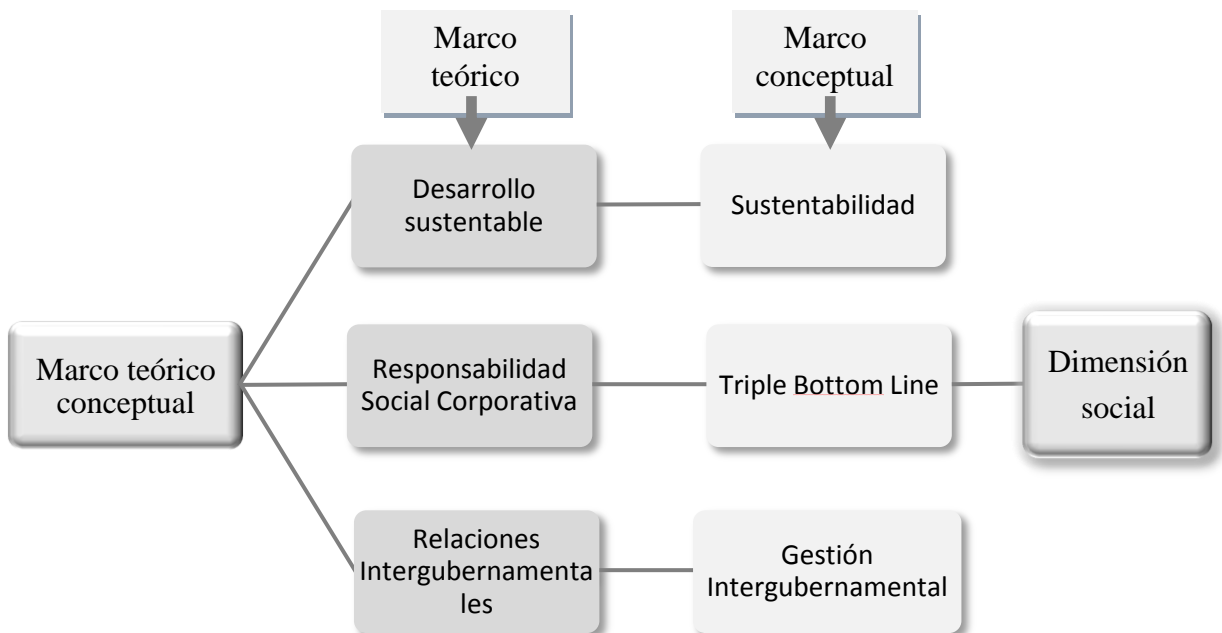 Marco
teórico
Marco
conceptual
Desarrollo
sustentable
Sustentabilidad
Marco teórico
conceptual
Responsabilidad
Social Corporativa
Triple Bottom Line
Dimensión
social
Relaciones
Intergubernamenta
les
Gestión
Intergubernamental